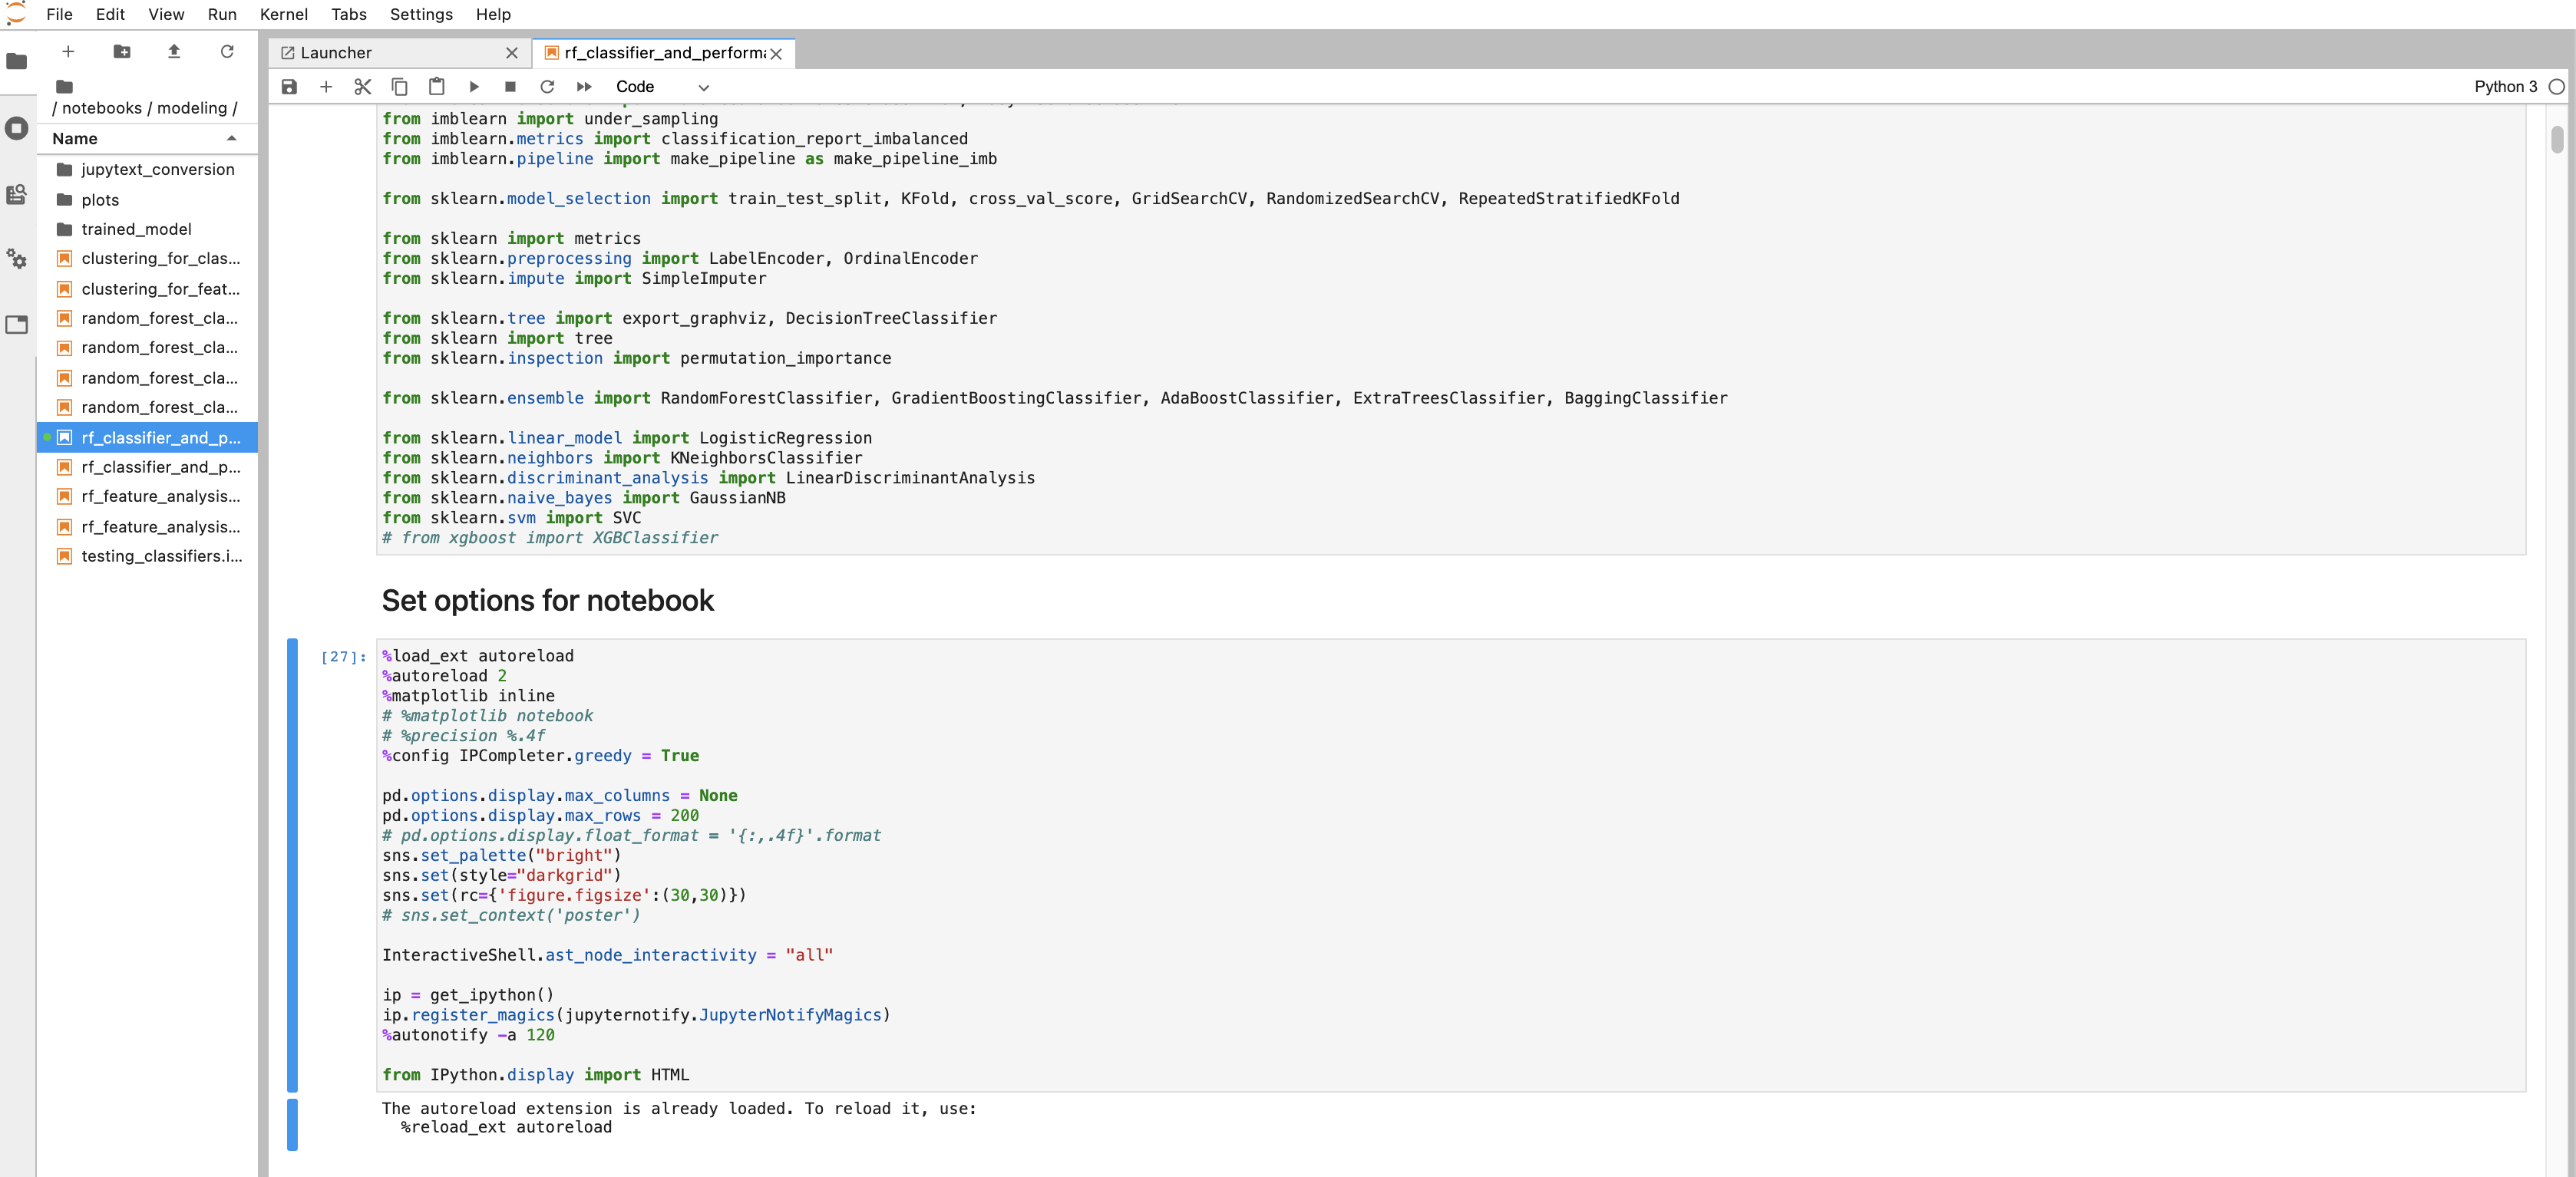 File Edit View Run Kernel Tabs Settings Help
/ notebooks / modeling /
Name
jupytext_conversion
plots
trained_model
clustering_for_clas...
clustering_for_feat...
random_forest_cla...
random_forest_cla...
random_forest_cla...
random_forest_cla...
rf_classifier_and_p...
rf_classifier_and_p...
rf_feature_analysis...
rf_feature_analysis...
testing_classifiers.i...
Launcher
rf_classifier_and_performa
Code
Python 3
from imblearn import under_sampling
from imblearn.metrics import classification_report_imbalanced
from imblearn.pipeline import make_pipeline as make_pipeline_imb
from sklearn.model_selection import train_test_split, KFold, cross_val_score, GridSearchCV, RandomizedSearchCV, RepeatedStratifiedKFold
from sklearn import metrics
from sklearn.preprocessing import LabelEncoder, OrdinalEncoder
from sklearn.impute import SimpleImputer
from sklearn.tree import export_graphviz, DecisionTreeClassifier
from sklearn import tree
from sklearn.inspection import permutation_importance
from sklearn.ensemble import RandomForestClassifier, GradientBoostingClassifier, AdaBoostClassifier, ExtraTreesClassifier, BaggingClassifier
from sklearn.linear_model import LogisticRegression
from sklearn.neighbors import KNeighborsClassifier
from sklearn.discriminant_analysis import LinearDiscriminantAnalysis
from sklearn.naive_bayes import GaussianNB
from sklearn.svm import SVC
# from xgboost import XGBClassifier
Set options for notebook
[27]:
%load_ext autoreload
%autoreload 2
%matplotlib inline
# %matplotlib notebook
# %precision %.4f
%config IPCompleter.greedy = True
pd.options.display.max_columns = None
pd.options.display.max_rows = 200
# pd.options.display.float_format = '{:,.4f}'.format
sns.set_palette("bright")
sns.set(style="darkgrid")
sns.set(rc={'figure.figsize':(30,30)})
# sns.set_context('poster')
InteractiveShell.ast_node_interactivity = "all"
ip = get_ipython()
ip.register_magics(jupyternotify.JupyterNotifyMagics)
%autonotify -a 120
from IPython.display import HTML
The autoreload extension is already loaded. To reload it, use:
%reload_ext autoreload